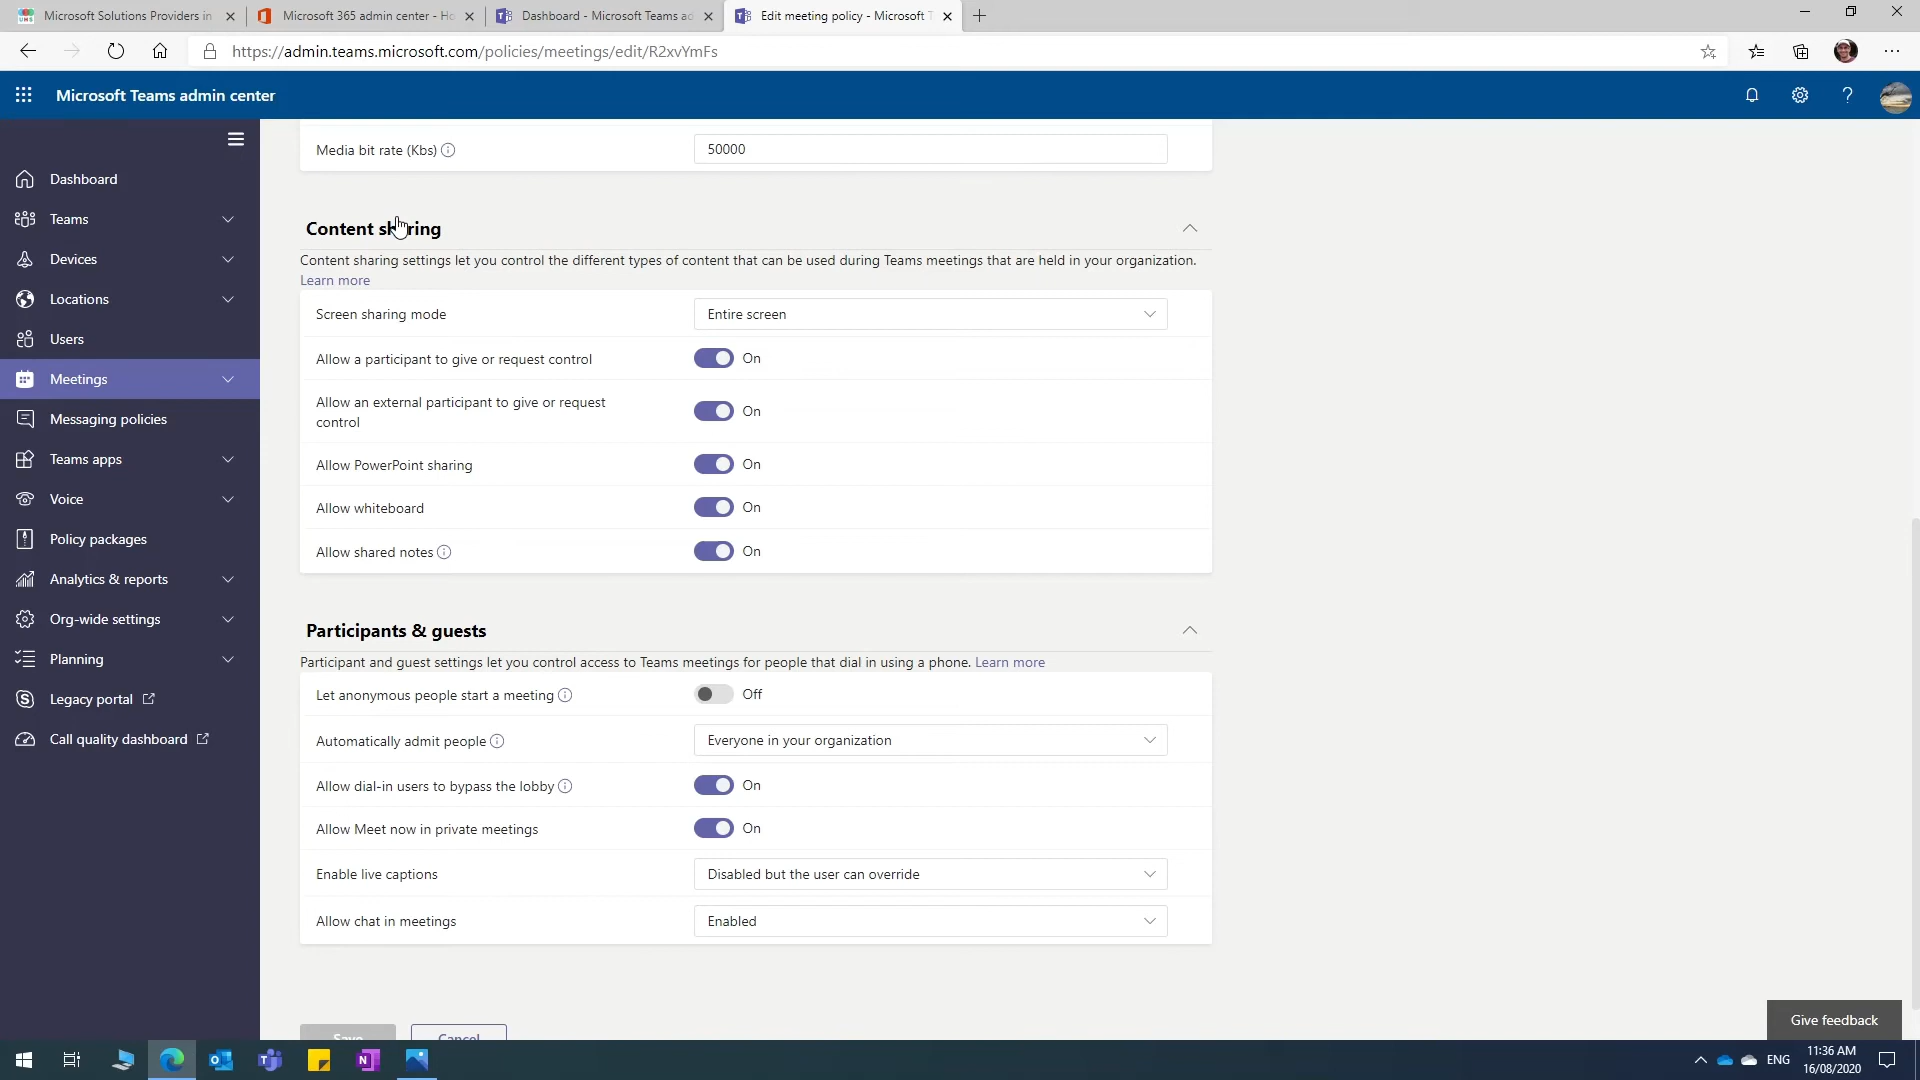 Microsoft Solutions Providers in
Microsoft 365 admin center - Ho
Dashboard - Microsoft Teams ad
Edit meeting policy - Microsoft T
https://admin.teams.microsoft.com/policies/meetings/edit/R2xvYmFs
Microsoft Teams admin center
Dashboard
Teams
Devices
Locations
Users
Meetings
Messaging policies
Teams apps
Voice
Policy packages
Analytics & reports
Org-wide settings
Planning
Legacy portal
Call quality dashboard
Media bit rate (Kbs)
50000
Content sharing
Content sharing settings let you control the different types of content that can be used during Teams meetings that are held in your organization.
Learn more
Screen sharing mode
Entire screen
Allow a participant to give or request control
On
Allow an external participant to give or request
control
On
Allow PowerPoint sharing
On
Allow whiteboard
On
Allow shared notes
On
Participants & guests
Participant and guest settings let you control access to Teams meetings for people that dial in using a phone. Learn more
Let anonymous people start a meeting
Off
Automatically admit people
Everyone in your organization
Allow dial-in users to bypass the lobby
On
Allow Meet now in private meetings
On
Enable live captions
Disabled but the user can override
Allow chat in meetings
Enabled
Save
Cancel
Give feedback
ENG
11:36 AM
16/08/2020